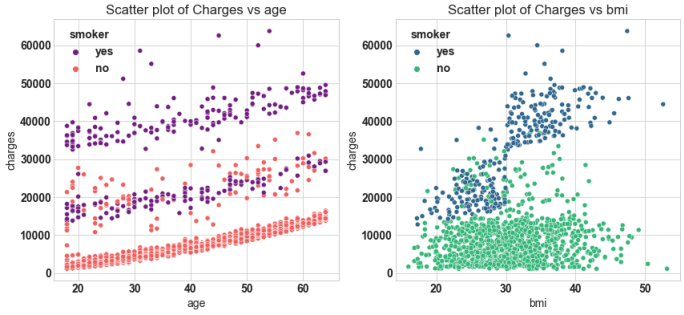 Scatter plot of Charges vs age
smoker
yes
no
charges
60000
50000
40000
30000
20000
10000
0
20
30
40
50
60
age
Scatter plot of Charges vs bmi
smoker
yes
no
charges
60000
50000
40000
30000
20000
10000
0
20
30
40
50
bmi